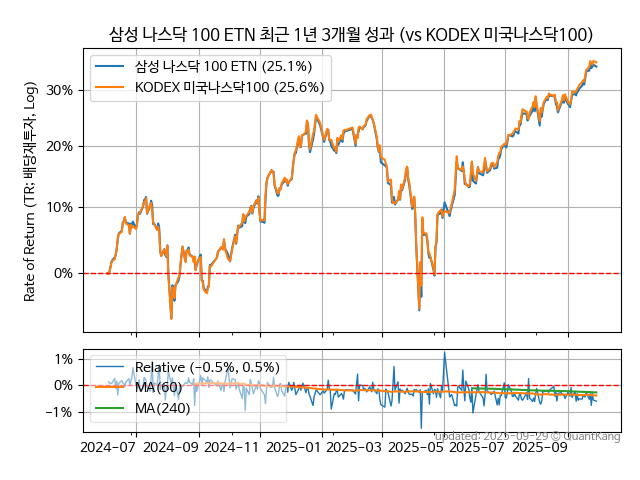 삼성 나스닥 100 ETN 최근 1년 3개월 성과 (vs KODEX 미국나스닥100)
삼성 나스닥 100 ETN (25.1%)
KODEX 미국나스닥100 (25.6%)
Rate of Return (TR: 배당재투자, Log)
30%
20%
10%
0%
1%
0%
−1%
Relative (−0.5%, 0.5%)
MA(60)
MA(240)
2024-07 2024-09 2024-11 2025-01 2025-03 2025-05 2025-07 2025-09
updated: 2025-09-29 © QuantKang